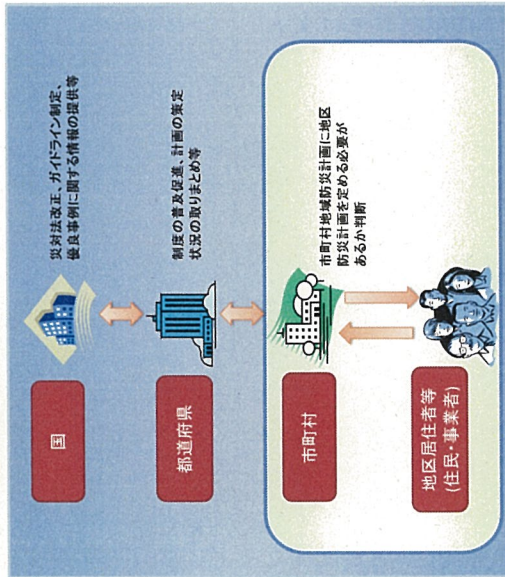 国
災対法改正、ガイドライン制定、
優良事例に関する情報の提供等
都道府県
制度の普及促進、計画の策定
状況の取りまとめ等
市町村
市町村地域防災計画に地区
防災計画を定める必要が
あるか判断
地区居住者等
(住民・事業者)